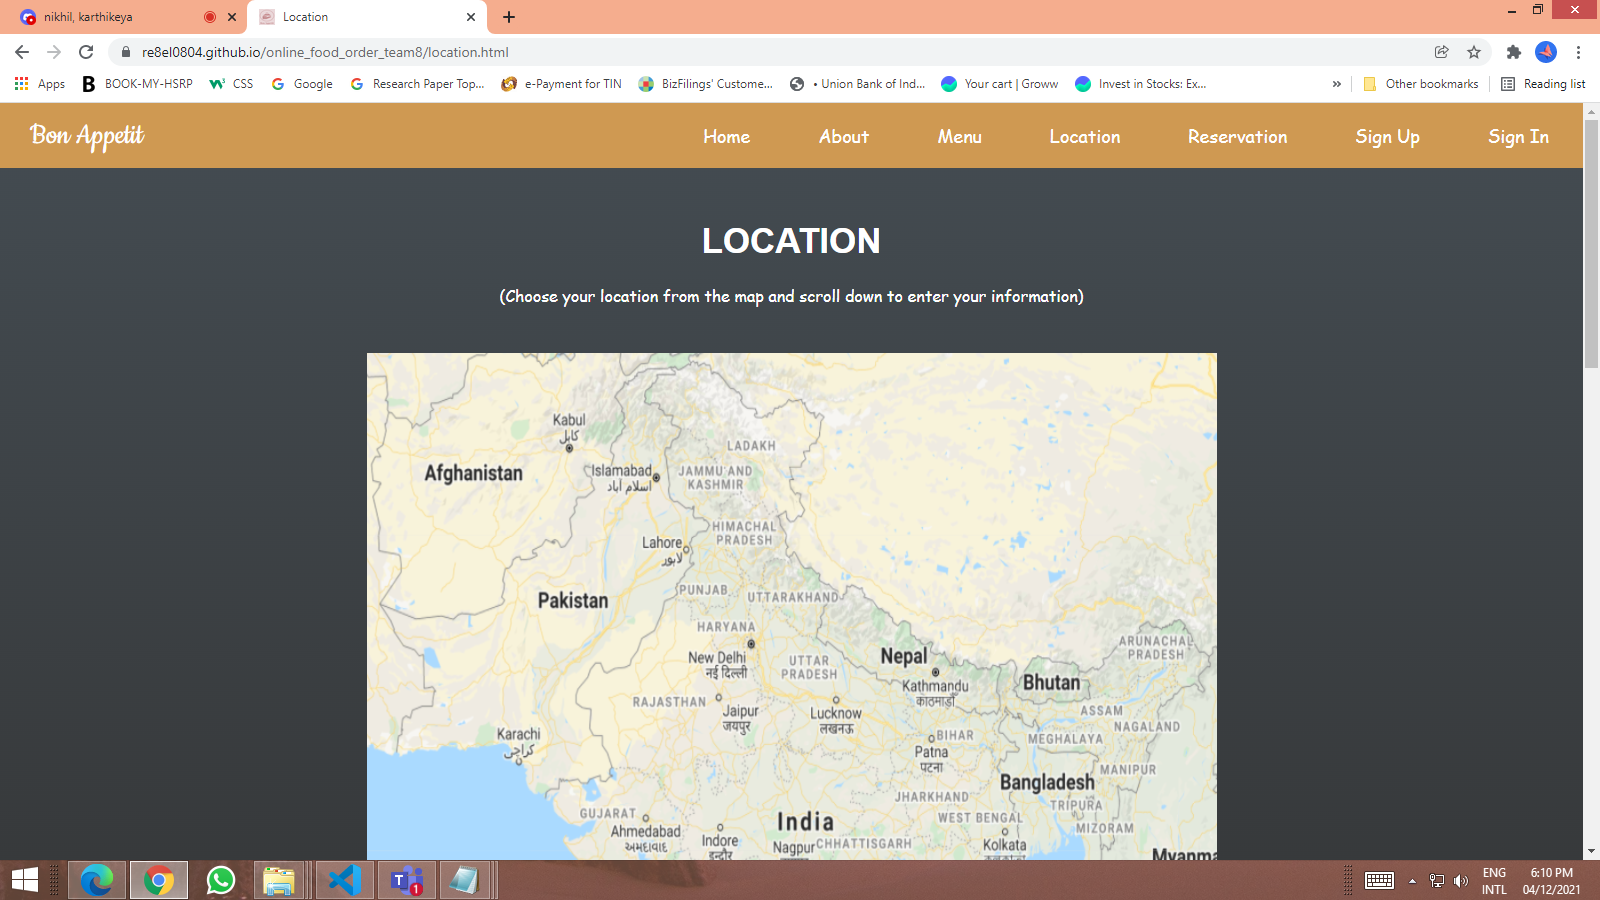 nikhil, karthikeya
Location
re8el0804.github.io/online_food_order_team8/location.html
Apps BOOK-MY-HSRP CSS Google Research Paper Top... e-Payment for TIN BizFilings' Custome... • Union Bank of Ind... Your cart | Groww Invest in Stocks: Ex... » Other bookmarks Reading list
Bon Appetit Home About Menu Location Reservation Sign Up Sign In
LOCATION
(Choose your location from the map and scroll down to enter your information)
Kabul
کابل
LADAKH
Afghanistan
Islamabad
اسلام آباد
JAMMU AND
KASHMIR
HIMACHAL
PRADESH
Lahore
لاہور
Pakistan
PUNJAB
UTTARAKHAND
HARYANA
New Delhi
नई दिल्ली
UTTAR
PRADESH
Nepal
Kathmandu
काठमाडौं
ARUNACHAL
PRADESH
Bhutan
RAJASTHAN
Jaipur
जयपुर
Lucknow
लखनऊ
ASSAM
NAGALAND
MEGHALAYA
Karachi
کراچی
BIHAR
Patna
पटना
Bangladesh
MANIPUR
JHARKHAND
TRIPURA
GUJARAT
Ahmedabad
અમદાવાદ
Indore
इन्दौर
India
Nagpur
CHHATTISGARH
WEST BENGAL
Kolkata
MIZORAM
1
ENG
INTL
6:10 PM
04/12/2021